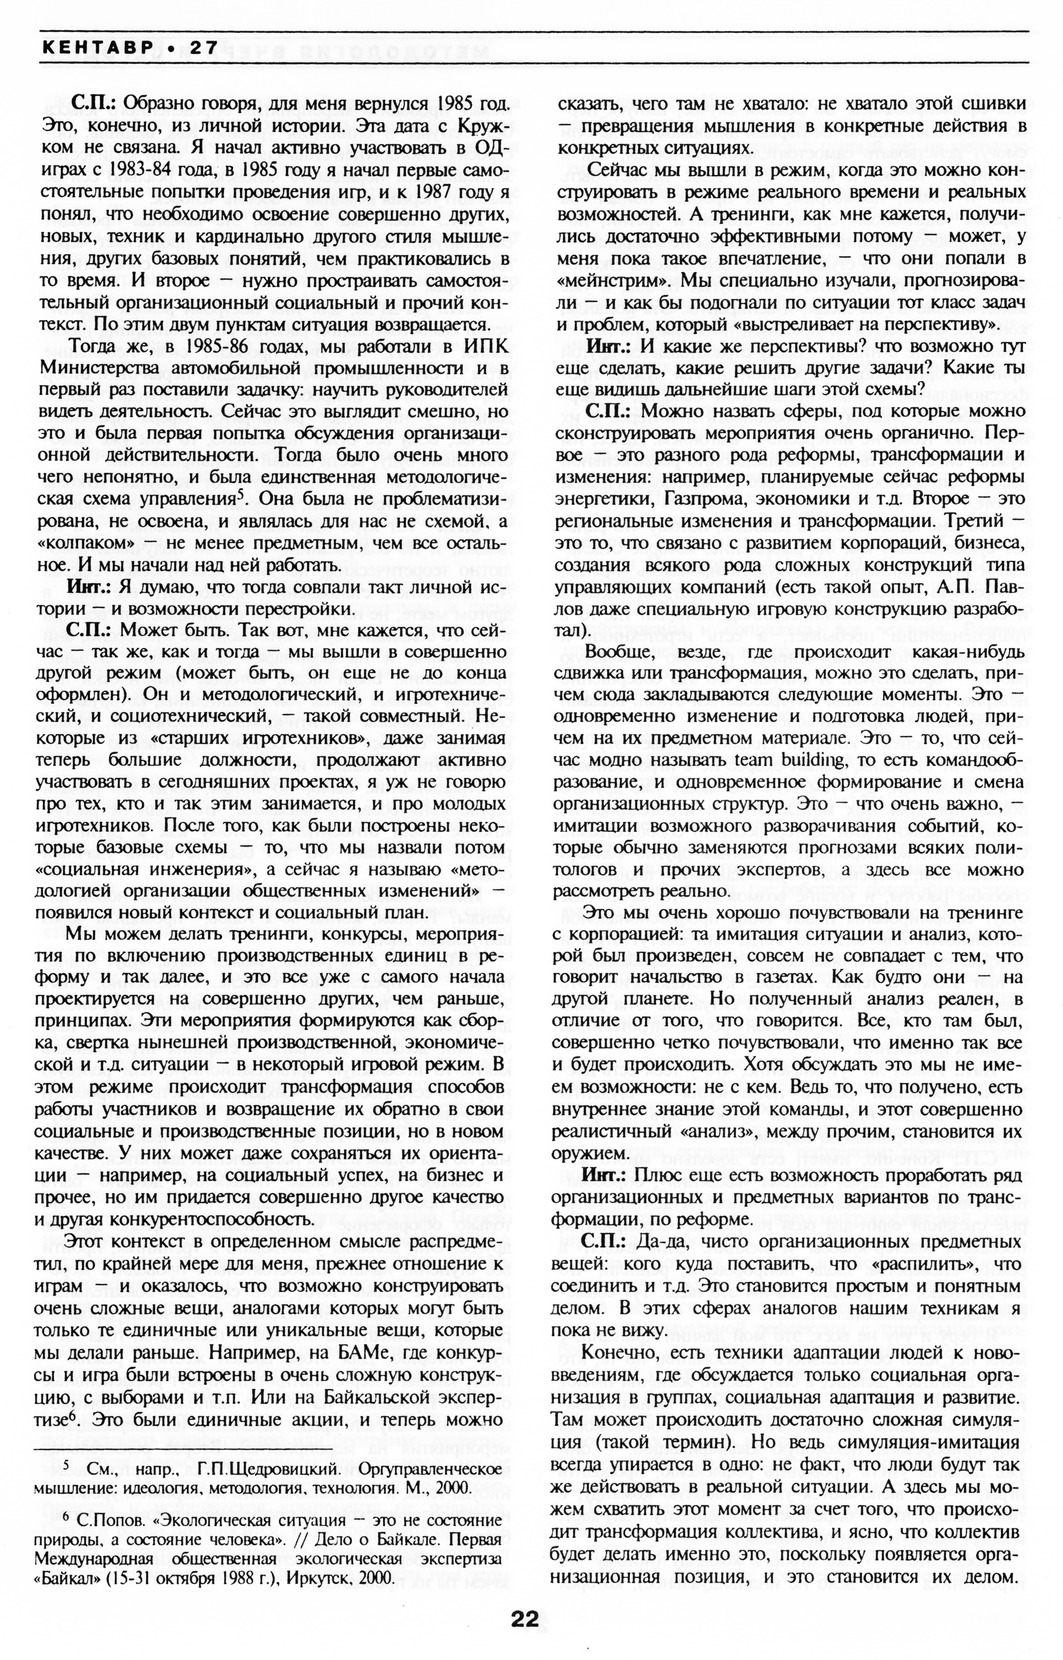 КЕНТАВР • 27
С.П.: Образно говоря, для меня вернулся 1985 год.
Это, конечно, из личной истории. Эта дата с Круж-
ком не связана. Я начал активно участвовать в ОД-
играх с 1983-84 года, в 1985 году я начал первые само-
стоятельные попытки проведения игр, и к 1987 году я
понял, что необходимо освоение совершенно других,
новых, техник и кардинально другого стиля мышле-
ния, других базовых понятий, чем практиковались в
то время. И второе — нужно простраивать самостоя-
тельный организационный социальный и прочий кон-
текст. По этим двум пунктам ситуация возвращается.
Тогда же, в 1985-86 годах, мы работали в ИПК
Министерства автомобильной промышленности и в
первый раз поставили задачку: научить руководителей
видеть деятельность. Сейчас это выглядит смешно, но
это и была первая попытка обсуждения организаци-
онной действительности. Тогда было очень много
чего непонятно, и была единственная методологиче-
ская схема управления⁵. Она была не проблематизи-
рована, не освоена, и являлась для нас не схемой, а
«колпаком» — не менее предметным, чем все осталь-
ное. И мы начали над ней работать.
Инт.: Я думаю, что тогда совпали такт личной ис-
тории — и возможности перестройки.
С.П.: Может быть. Так вот, мне кажется, что сей-
час — так же, как и тогда — мы вышли в совершенно
другой режим (может быть, он еще не до конца
оформлен). Он и методологический, и игротехниче-
ский, и социотехнический, — такой совместный. Не-
которые из «старших игротехников», даже занимая
теперь большие должности, продолжают активно
участвовать в сегодняшних проектах, я уж не говорю
про тех, кто и так этим занимается, и про молодых
игротехников. После того, как были построены неко-
торые базовые схемы — то, что мы назвали потом
«социальная инженерия», а сейчас я называю «мето-
дологией организации общественных изменений» —
появился новый контекст и социальный план.
Мы можем делать тренинги, конкурсы, мероприя-
тия по включению производственных единиц в ре-
форму и так далее, и это все уже с самого начала
проектируется на совершенно других, чем раньше,
принципах. Эти мероприятия формируются как сбор-
ка, свертка нынешней производственной, экономиче-
ской и т.д. ситуации — в некоторый игровой режим. В
этом режиме происходит трансформация способов
работы участников и возвращение их обратно в свои
социальные и производственные позиции, но в новом
качестве. У них может даже сохраняться их ориента-
ции — например, на социальный успех, на бизнес и
прочее, но им придается совершенно другое качество
и другая конкурентоспособность.
Этот контекст в определенном смысле распредме-
тил, по крайней мере для меня, прежнее отношение к
играм — и оказалось, что возможно конструировать
очень сложные вещи, аналогами которых могут быть
только те единичные или уникальные вещи, которые
мы делали раньше. Например, на БАМе, где конкур-
сы и игра были встроены в очень сложную конструк-
цию, с выборами и т.п. Или на Байкальской экспер-
тизе⁶. Это были единичные акции, и теперь можно
⁵ См., напр., Г.П.Щедровицкий. Оргуправленческое
мышление: идеология, методология, технология. М., 2000.
⁶ С.Попов. «Экологическая ситуация — это не состояние
природы, а состояние человека». // Дело о Байкале. Первая
Международная общественная экологическая экспертиза
«Байкал» (15-31 октября 1988 г.), Иркутск, 2000.
сказать, чего там не хватало: не хватало этой сшивки
— превращения мышления в конкретные действия в
конкретных ситуациях.
Сейчас мы вышли в режим, когда это можно кон-
струировать в режиме реального времени и реальных
возможностей. А тренинги, как мне кажется, получи-
лись достаточно эффективными потому — может, у
меня пока такое впечатление, — что они попали в
«мейнстрим». Мы специально изучали, прогнозирова-
ли — и как бы подогнали по ситуации тот класс задач
и проблем, который «выстреливает на перспективу».
Инт.: И какие же перспективы? что возможно тут
еще сделать, какие решить другие задачи? Какие ты
еще видишь дальнейшие шаги этой схемы?
С.П.: Можно назвать сферы, под которые можно
сконструировать мероприятия очень органично. Пер-
вое — это разного рода реформы, трансформации и
изменения: например, планируемые сейчас реформы
энергетики, Газпрома, экономики и т.д. Второе — это
региональные изменения и трансформации. Третий —
это то, что связано с развитием корпораций, бизнеса,
создания всякого рода сложных конструкций типа
управляющих компаний (есть такой опыт, А.П. Пав-
лов даже специальную игровую конструкцию разрабо-
тал).
Вообще, везде, где происходит какая-нибудь
сдвижка или трансформация, можно это сделать, при-
чем сюда закладываются следующие моменты. Это —
одновременно изменение и подготовка людей, при-
чем на их предметном материале. Это — то, что сей-
час модно называть team building, то есть командооб-
разование, и одновременное формирование и смена
организационных структур. Это — что очень важно, —
имитации возможного разворачивания событий, ко-
торые обычно заменяются прогнозами всяких поли-
тологов и прочих экспертов, а здесь все можно
рассмотреть реально.
Это мы очень хорошо почувствовали на тренинге
с корпорацией: та имитация ситуации и анализ, кото-
рой был произведен, совсем не совпадает с тем, что
говорит начальство в газетах. Как будто они — на
другой планете. Но полученный анализ реален, в
отличие от того, что говорится. Все, кто там был,
совершенно четко почувствовали, что именно так все
и будет происходить. Хотя обсуждать это мы не име-
ем возможности: не с кем. Ведь то, что получено, есть
внутреннее знание этой команды, и этот совершенно
реалистичный «анализ», между прочим, становится их
оружием.
Инт.: Плюс еще есть возможность проработать ряд
организационных и предметных вариантов по транс-
формации, по реформе.
С.П.: Да-да, чисто организационных предметных
вещей: кого куда поставить, что «распилить», что
соединить и т.д. Это становится простым и понятным
делом. В этих сферах аналогов нашим техникам я
пока не вижу.
Конечно, есть техники адаптации людей к ново-
введениям, где обсуждается только социальная орга-
низация в группах, социальная адаптация и развитие.
Там может происходить достаточно сложная симуля-
ция (такой термин). Но ведь симуляция-имитация
всегда упирается в одно: не факт, что люди будут так
же действовать в реальной ситуации. А здесь мы мо-
жем схватить этот момент за счет того, что происхо-
дит трансформация коллектива, и ясно, что коллектив
будет делать именно это, поскольку появляется орга-
низационная позиция, и это становится их делом.
22